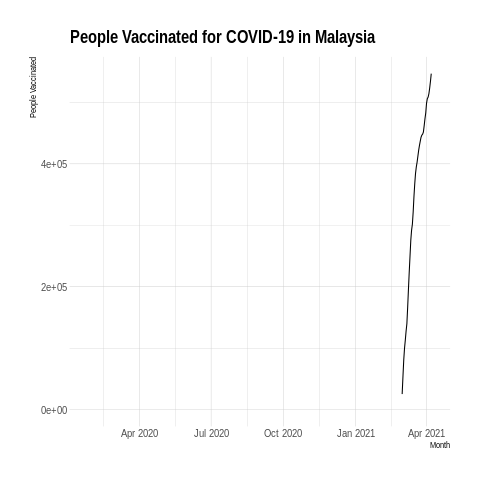 People Vaccinated for COVID-19 in Malaysia
People Vaccinated
4e+05
2e+05
0e+00
Apr 2020 Jul 2020 Oct 2020 Jan 2021 Apr 2021
Month